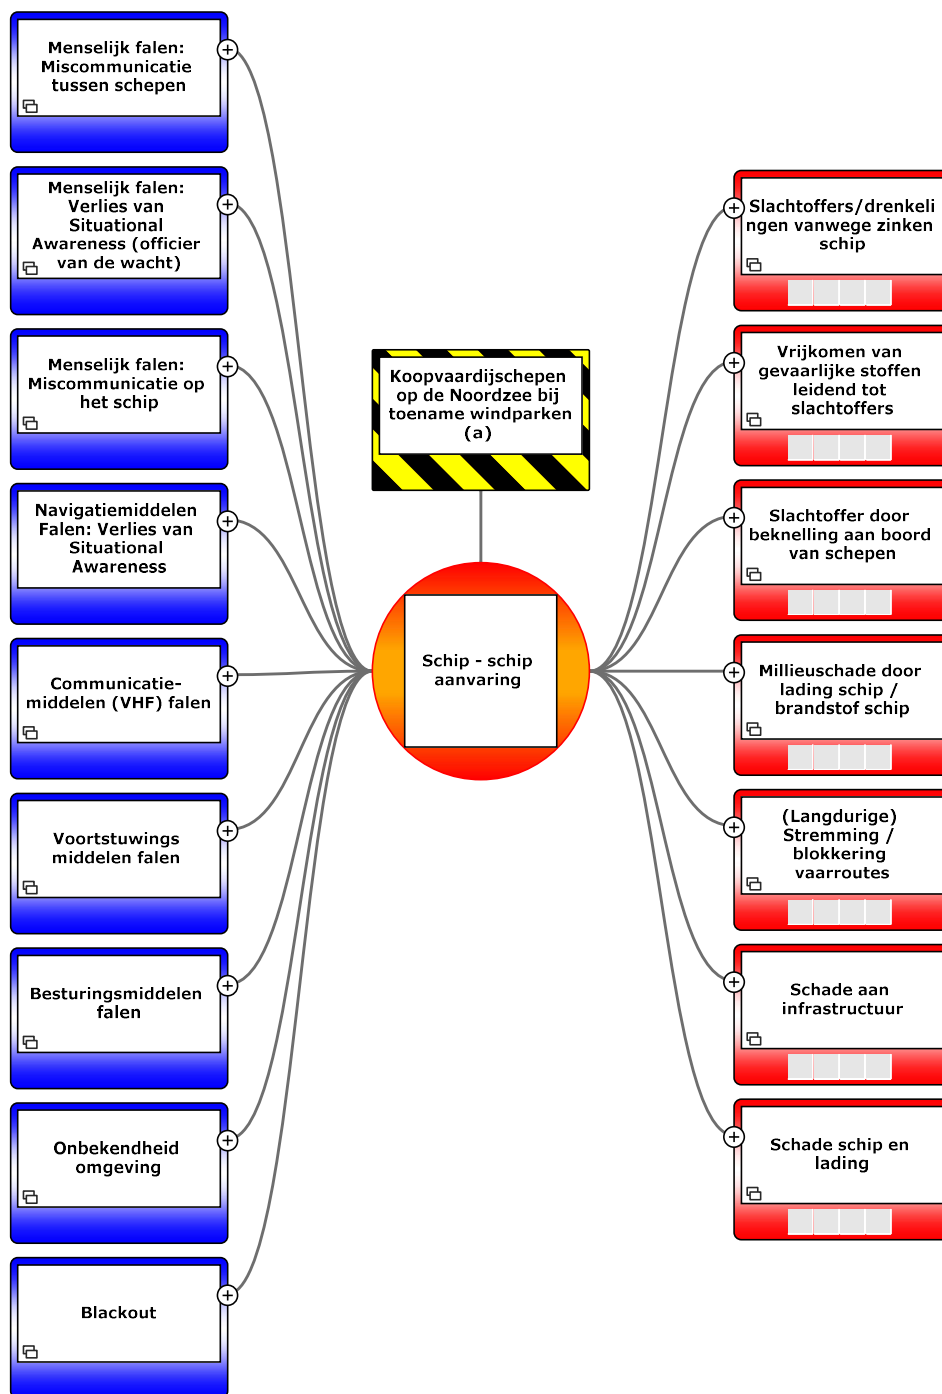 Menselijk falen:
Miscommunicatie
tussen schepen
Menselijk falen:
Verlies van
Situational
Awareness (officier
van de wacht)
Menselijk falen:
Miscommunicatie op
het schip
Navigatiemiddelen
Falen: Verlies van
Situational
Awareness
Communicatie-
middelen (VHF) falen
Voortstuwings
middelen falen
Besturingsmiddelen
falen
Onbekendheid
omgeving
Blackout
Koopvaardijschepen
op de Noordzee bij
toename windparken
(a)
Schip - schip
aanvaring
Slachtoffers/drenkeli
ngen vanwege zinken
schip
Vrijkomen van
gevaarlijke stoffen
leidend tot
slachtoffers
Slachtoffer door
beknelling aan boord
van schepen
Millieuschade door
lading schip /
brandstof schip
(Langdurige)
Stremming /
blokkering
vaarroutes
Schade aan
infrastructuur
Schade schip en
lading